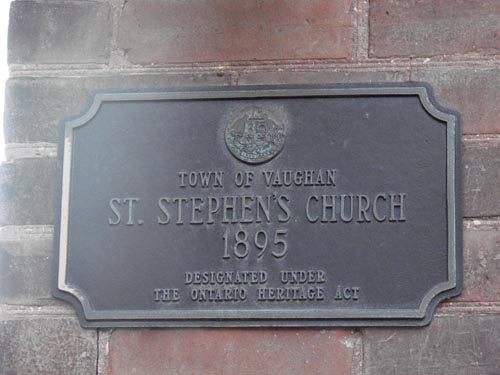 TOWN OF VAUGHAN
ST. STEPHEN'S CHURCH
1895
DESIGNATED UNDER
THE ONTARIO HERITAGE ACT